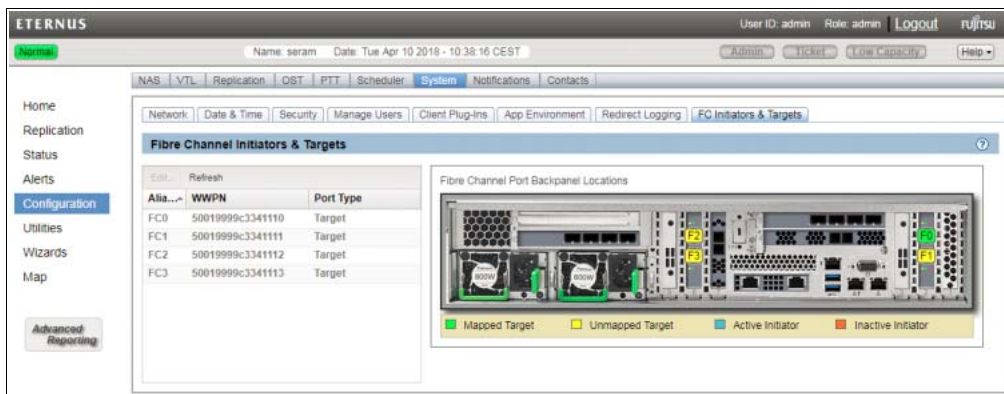 ETERNUS User ID: admin Role: admin Logout FUJITSU
Normal Name: seram Date: Tue Apr 10 2018 - 10:38:16 CEST Admin Ticket Low Capacity Help
NAS VTL Replication OST PTT Scheduler System Notifications Contacts
Home
Replication
Status
Alerts
Configuration
Utilities
Wizards
Map
Advanced
Reporting
Network Date & Time Security Manage Users Client Plug-Ins App Environment Redirect Logging FC Initiators & Targets
Fibre Channel Initiators & Targets ?
Edit... Refresh
Alia... WWPN Port Type
FC0 50019999c3341110 Target
FC1 50019999c3341111 Target
FC2 50019999c3341112 Target
FC3 50019999c3341113 Target
Fibre Channel Port Backpanel Locations
F2 F0
F3 F1
800W 800W
Mapped Target Unmapped Target Active Initiator Inactive Initiator